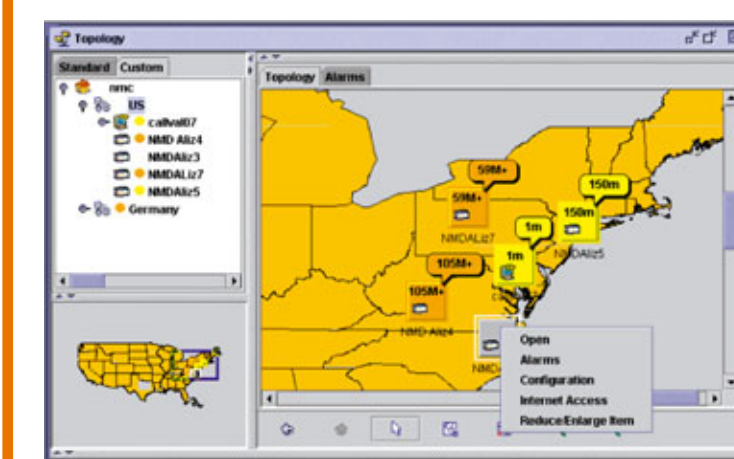 Topology
Standard Custom
nmc
US
callval07
NMD Aliz4
NMDAliz3
NMDALiz7
NMDAliz5
Germany
Topology Alarms
59M+
59M+
NMDALiz7
150m
150m
NMDAliz5
1m
1m
105M+
105M+
NMD Aliz4
Open
Alarms
Configuration
Internet Access
Reduce/Enlarge Item